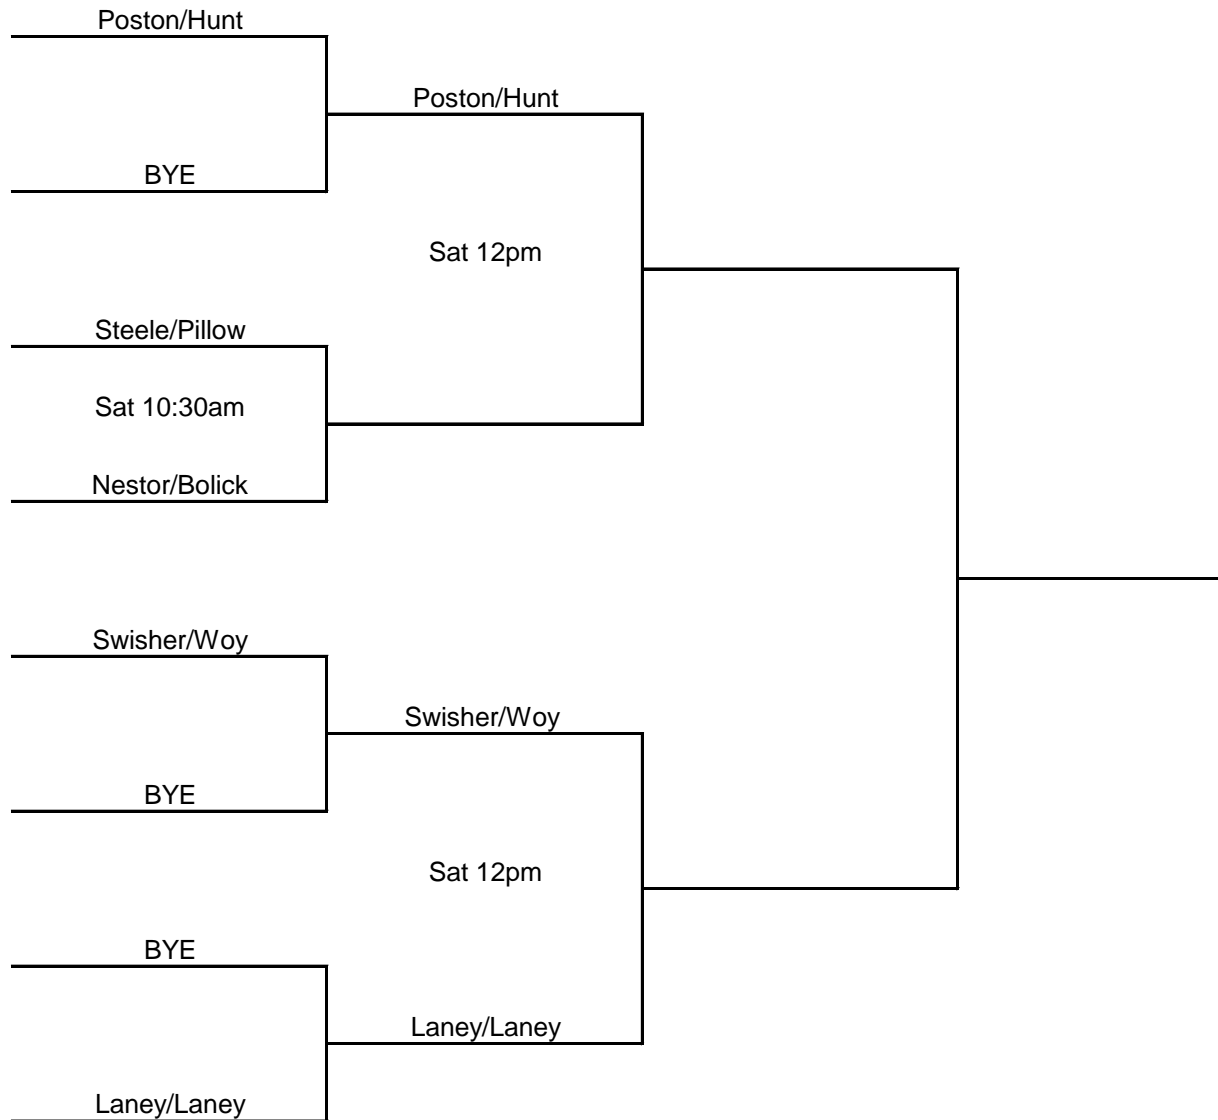 Poston/Hunt
Poston/Hunt
BYE
Sat 12pm
Steele/Pillow
Sat 10:30am
Nestor/Bolick
Swisher/Woy
Swisher/Woy
BYE
Sat 12pm
BYE
Laney/Laney
Laney/Laney